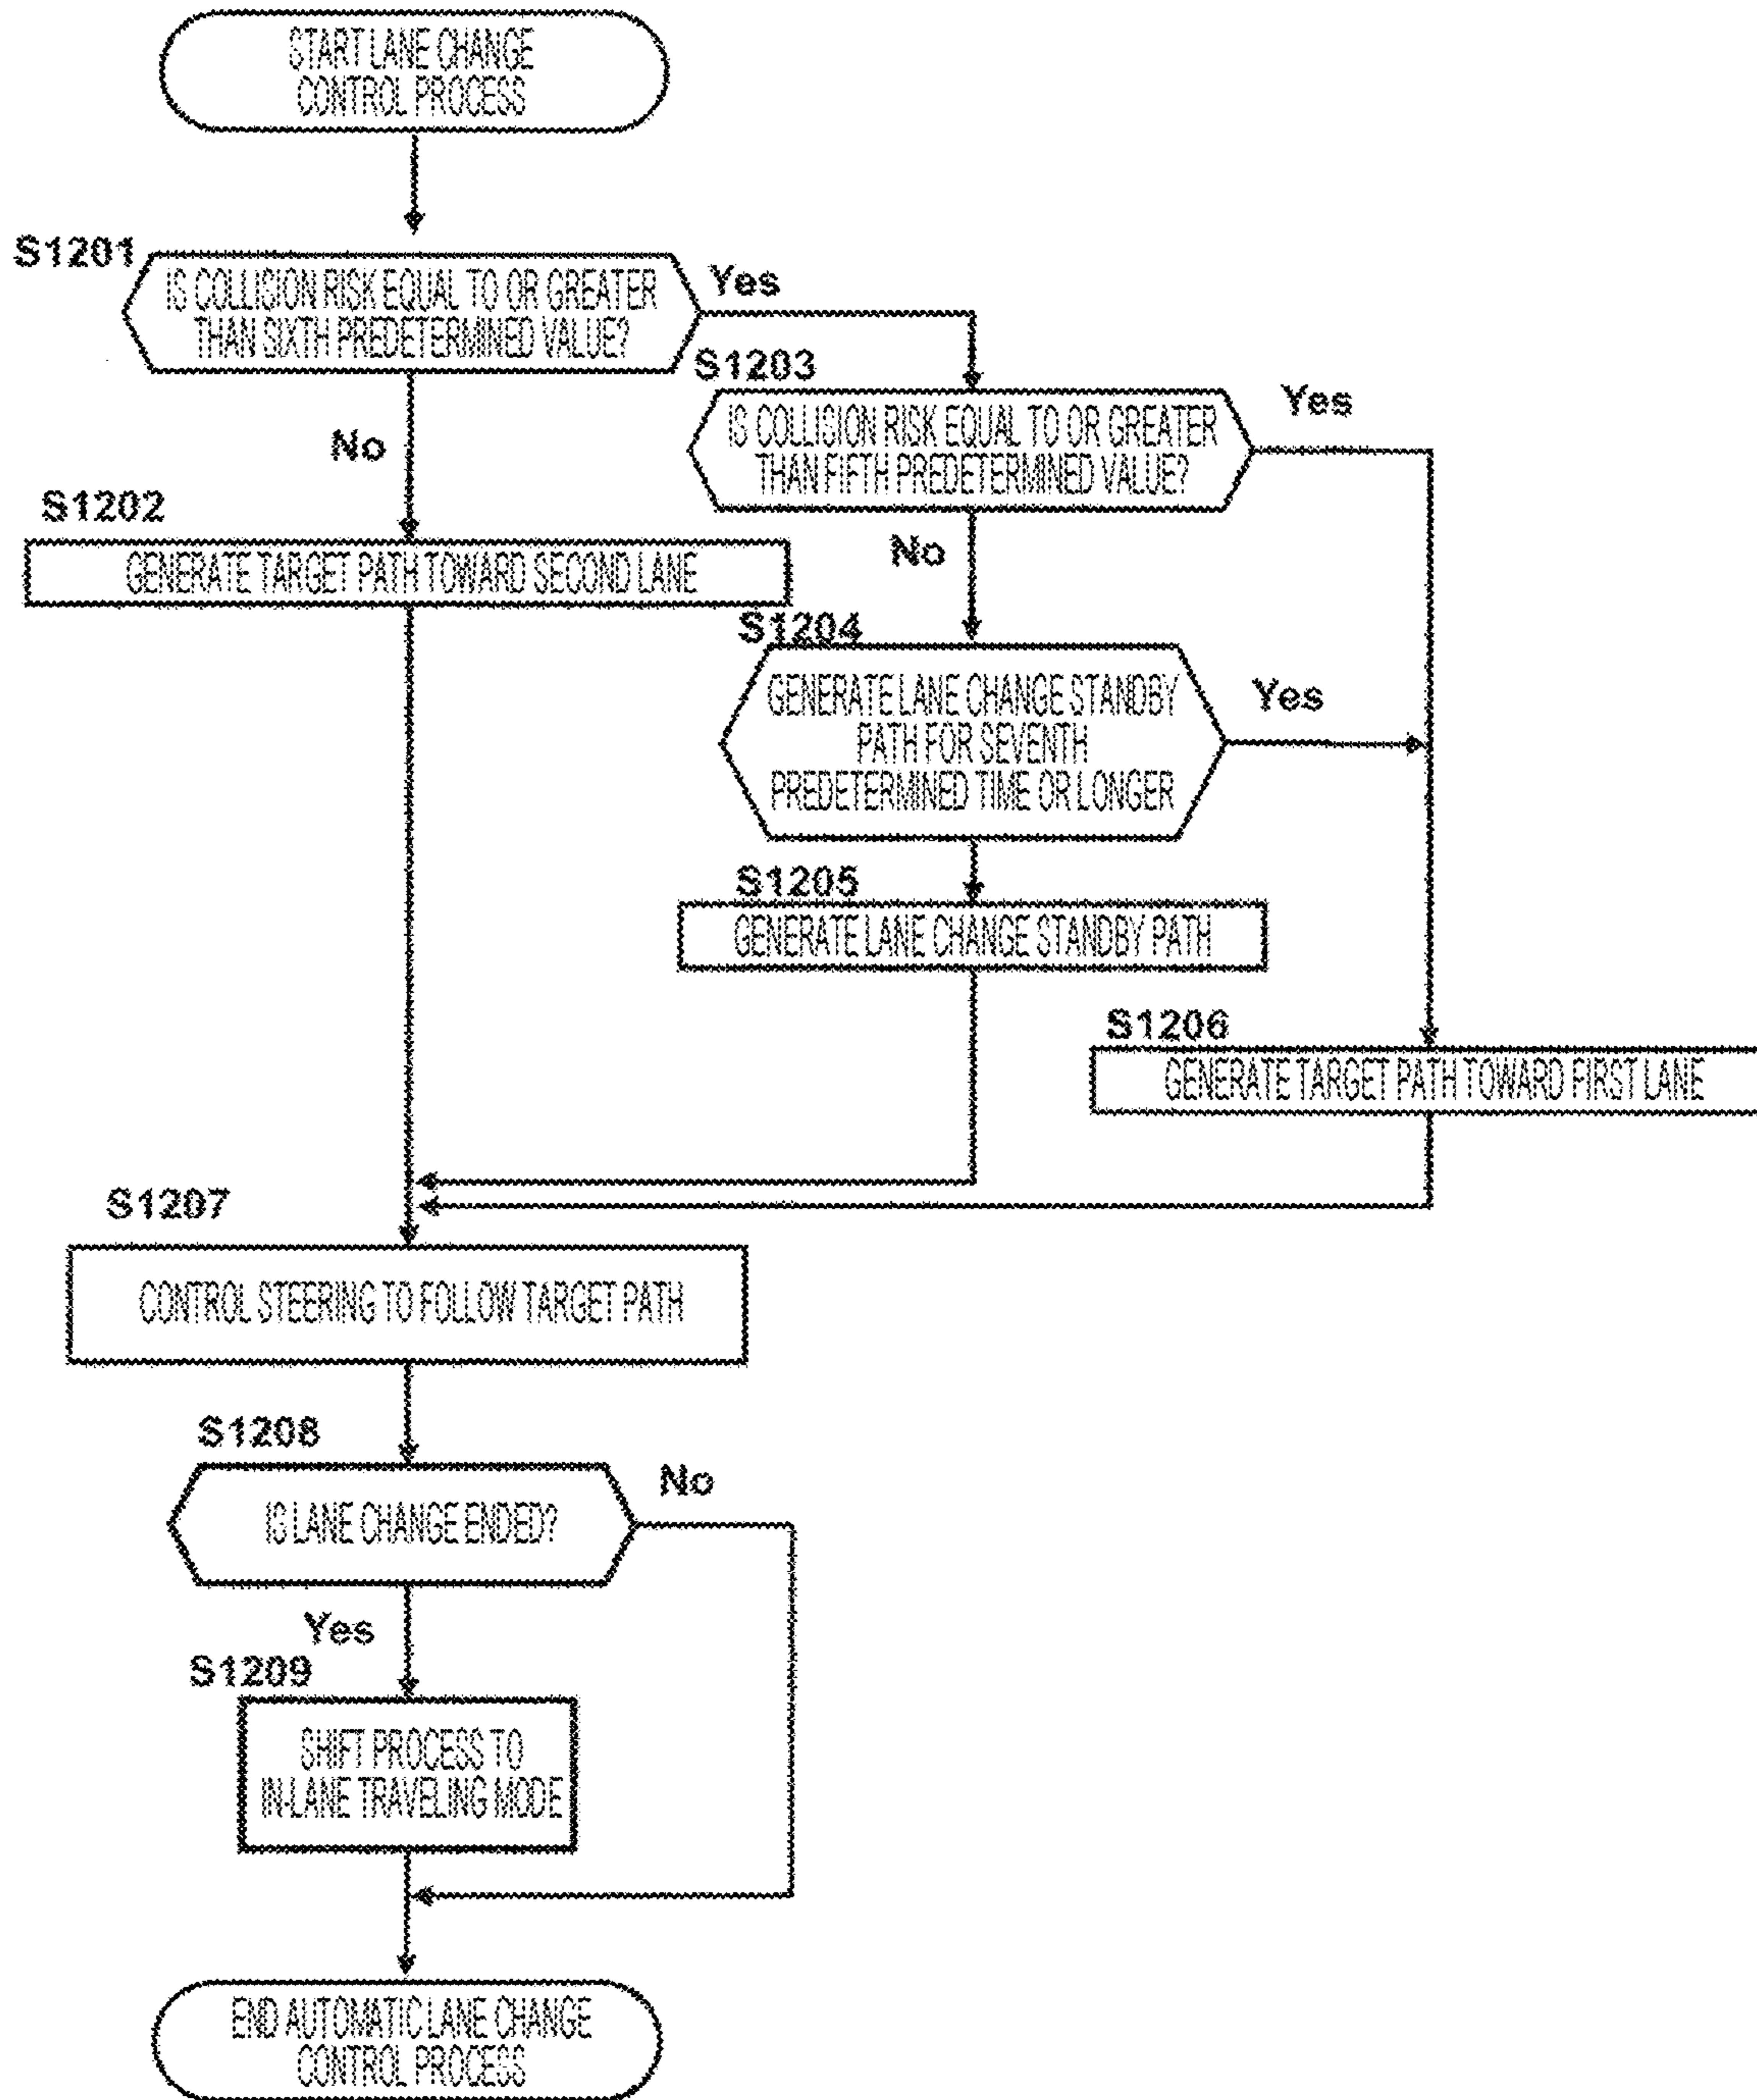 START LANE CHANGE
CONTROL PROCESS
S1201
IS COLLISION RISK EQUAL TO OR GREATER
THAN SIXTH PREDETERMINED VALUE?
Yes
No
S1203
IS COLLISION RISK EQUAL TO OR GREATER
THAN FIFTH PREDETERMINED VALUE?
Yes
No
S1202
GENERATE TARGET PATH TOWARD SECOND LANE
S1204
GENERATE LANE CHANGE STANDBY
PATH FOR SEVENTH
PREDETERMINED TIME OR LONGER
Yes
S1205
GENERATE LANE CHANGE STANDBY PATH
S1206
GENERATE TARGET PATH TOWARD FIRST LANE
S1207
CONTROL STEERING TO FOLLOW TARGET PATH
S1208
IS LANE CHANGE ENDED?
No
Yes
S1209
SHIFT PROCESS TO
IN-LANE TRAVELING MODE
END AUTOMATIC LANE CHANGE
CONTROL PROCESS